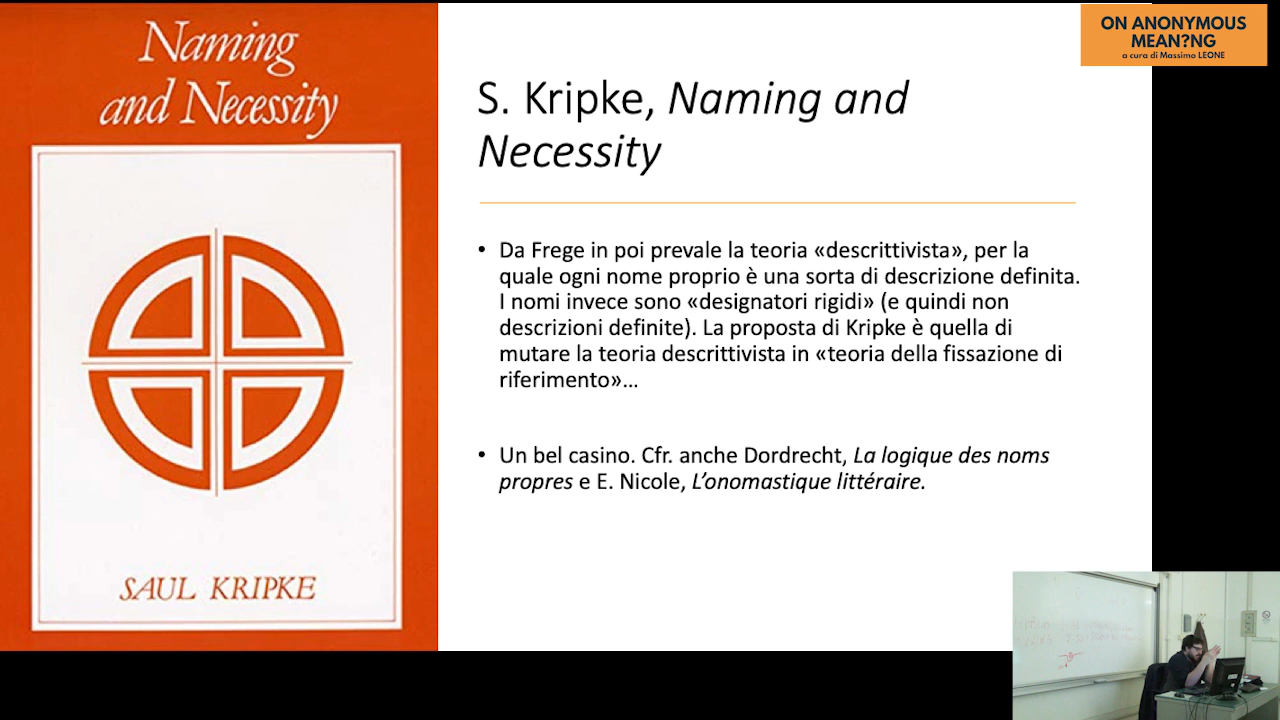 Naming
and Necessity
SAUL KRIPKE
ON ANONYMOUS
MEAN?NG
a cura di Massimo LEONE
S. Kripke, Naming and
Necessity
• Da Frege in poi prevale la teoria «descrittivista», per la
quale ogni nome proprio è una sorta di descrizione definita.
I nomi invece sono «designatori rigidi» (e quindi non
descrizioni definite). La proposta di Kripke è quella di
mutare la teoria descrittivista in «teoria della fissazione di
riferimento»…
• Un bel casino. Cfr. anche Dordrecht, La logique des noms
propres e E. Nicole, L’onomastique littéraire.